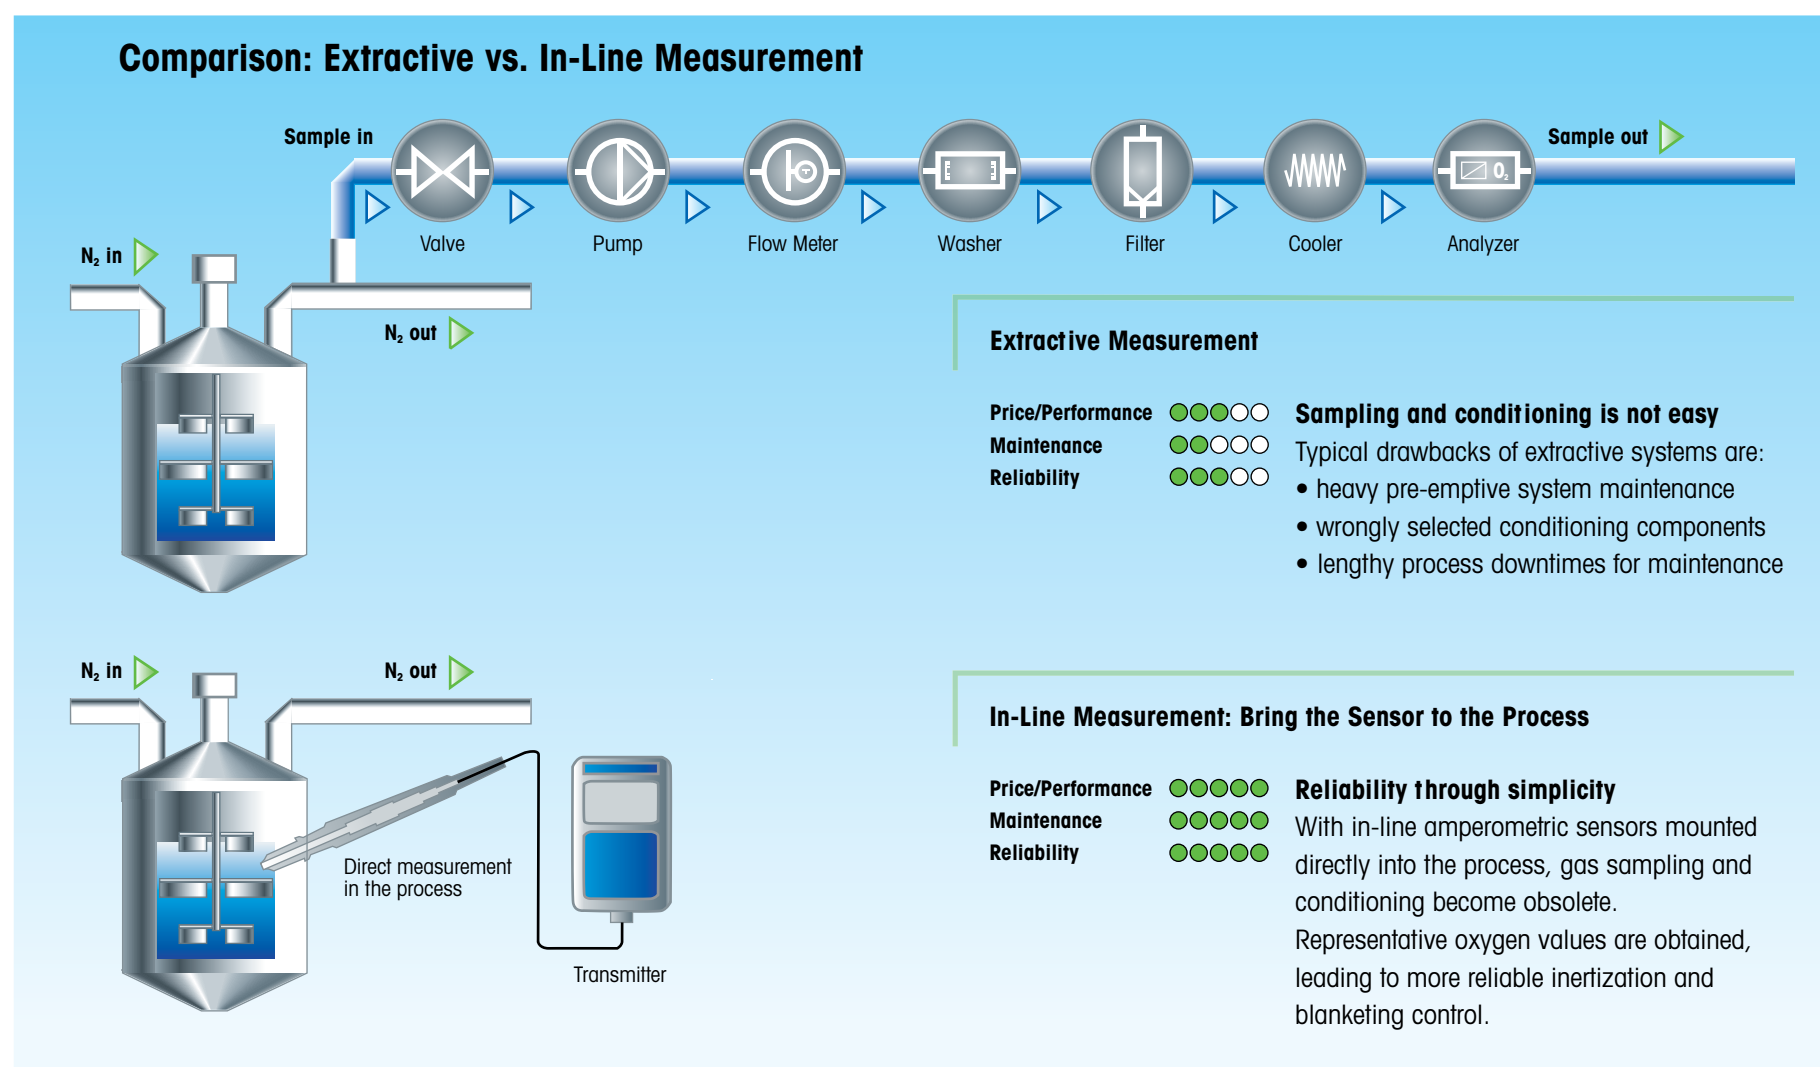 Comparison: Extractive vs. In-Line Measurement
Sample in
Sample out
O₂
Valve
Pump
Flow Meter
Washer
Filter
Cooler
Analyzer
N₂ in
N₂ out
Extractive Measurement
Price/Performance
Maintenance
Reliability
Sampling and conditioning is not easy
Typical drawbacks of extractive systems are:
• heavy pre-emptive system maintenance
• wrongly selected conditioning components
• lengthy process downtimes for maintenance
N₂ in
N₂ out
Direct measurement
in the process
Transmitter
In-Line Measurement: Bring the Sensor to the Process
Price/Performance
Maintenance
Reliability
Reliability through simplicity
With in-line amperometric sensors mounted
directly into the process, gas sampling and
conditioning become obsolete.
Representative oxygen values are obtained,
leading to more reliable inertization and
blanketing control.